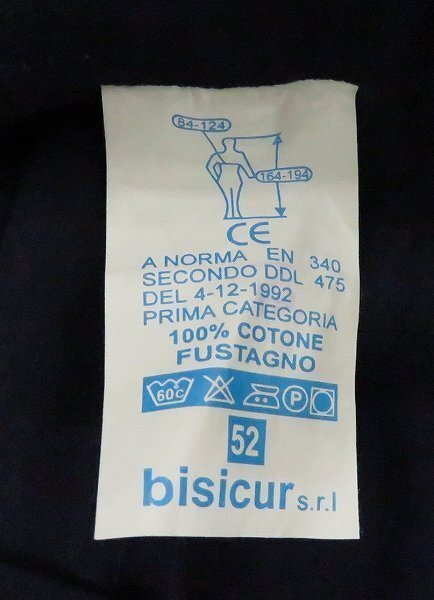 84-124
164-194
CE
A NORMA EN 340
SECONDO DDL 475
DEL 4-12-1992
PRIMA CATEGORIA
100% COTONE
FUSTAGNO
60c P
52
bisicur s.r.l